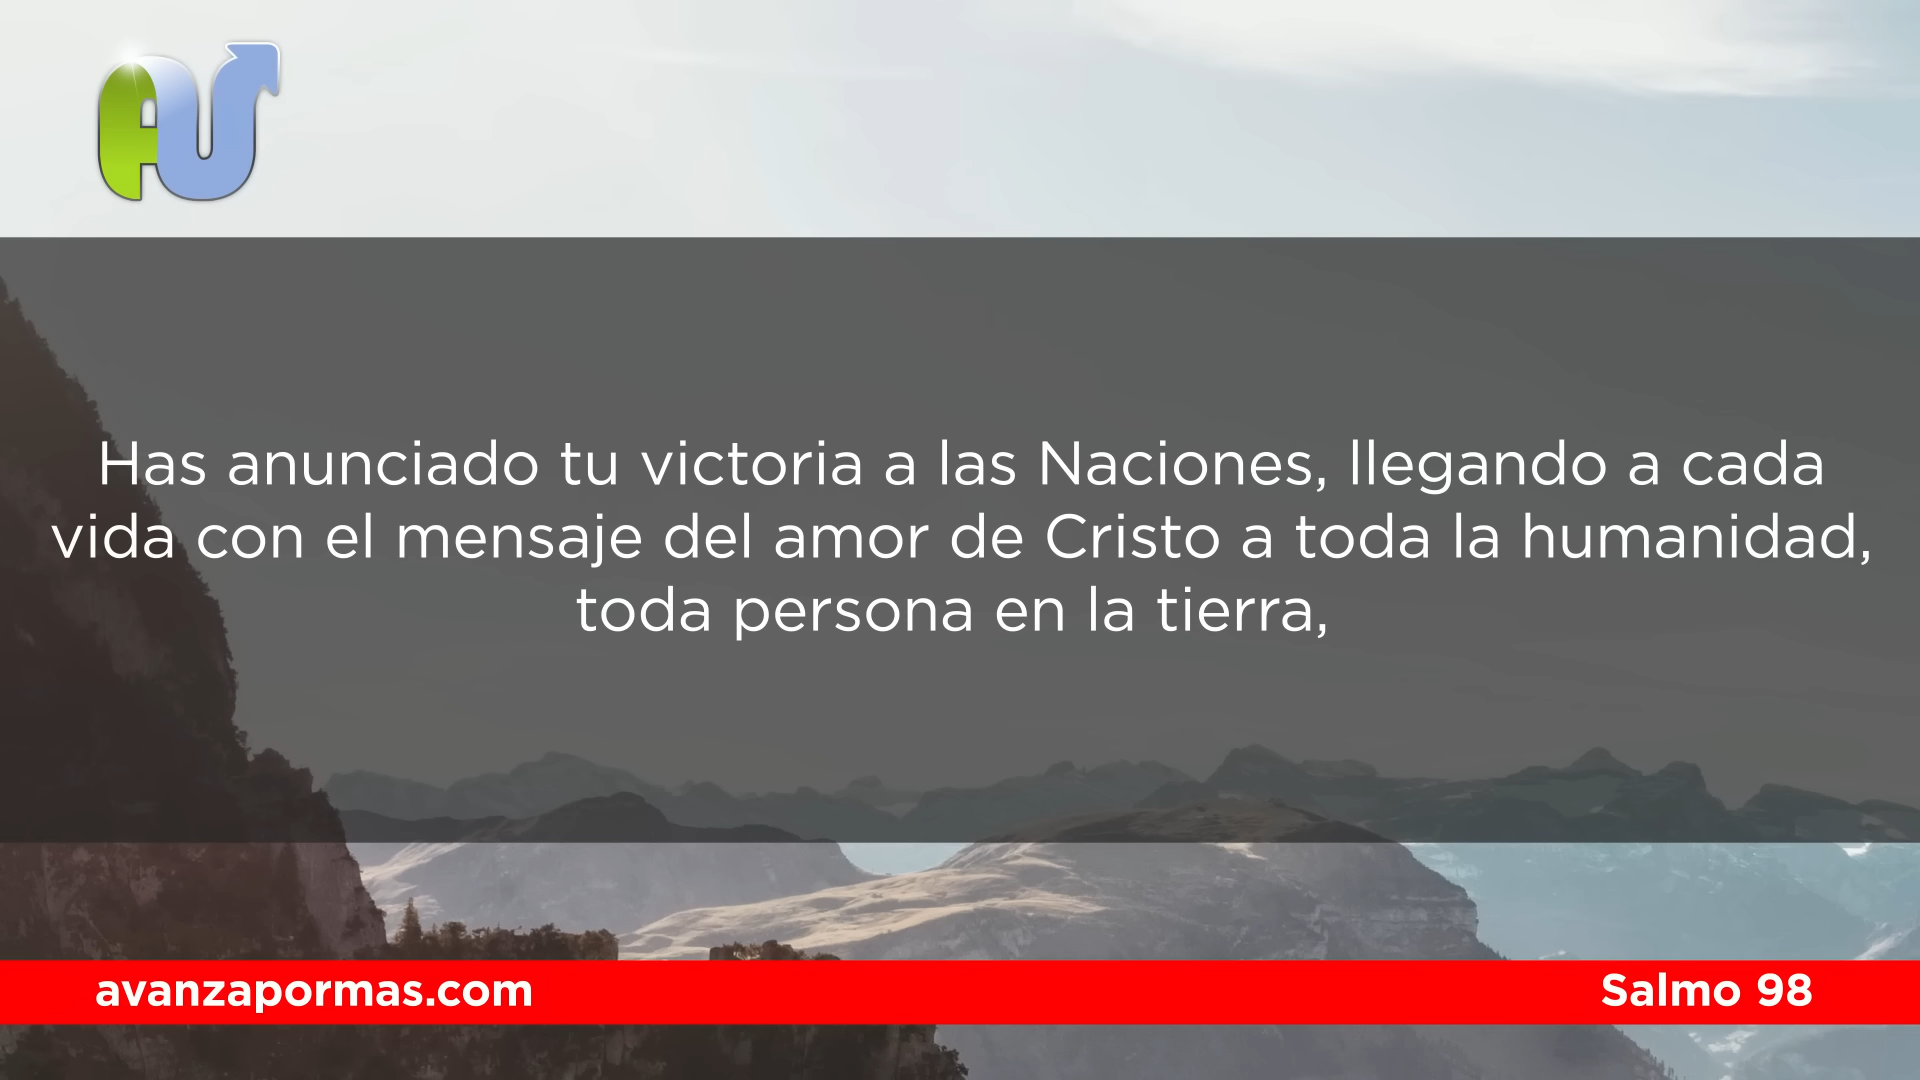 Has anunciado tu victoria a las Naciones, llegando a cada
vida con el mensaje del amor de Cristo a toda la humanidad,
toda persona en la tierra,
avanzapormas.com
Salmo 98